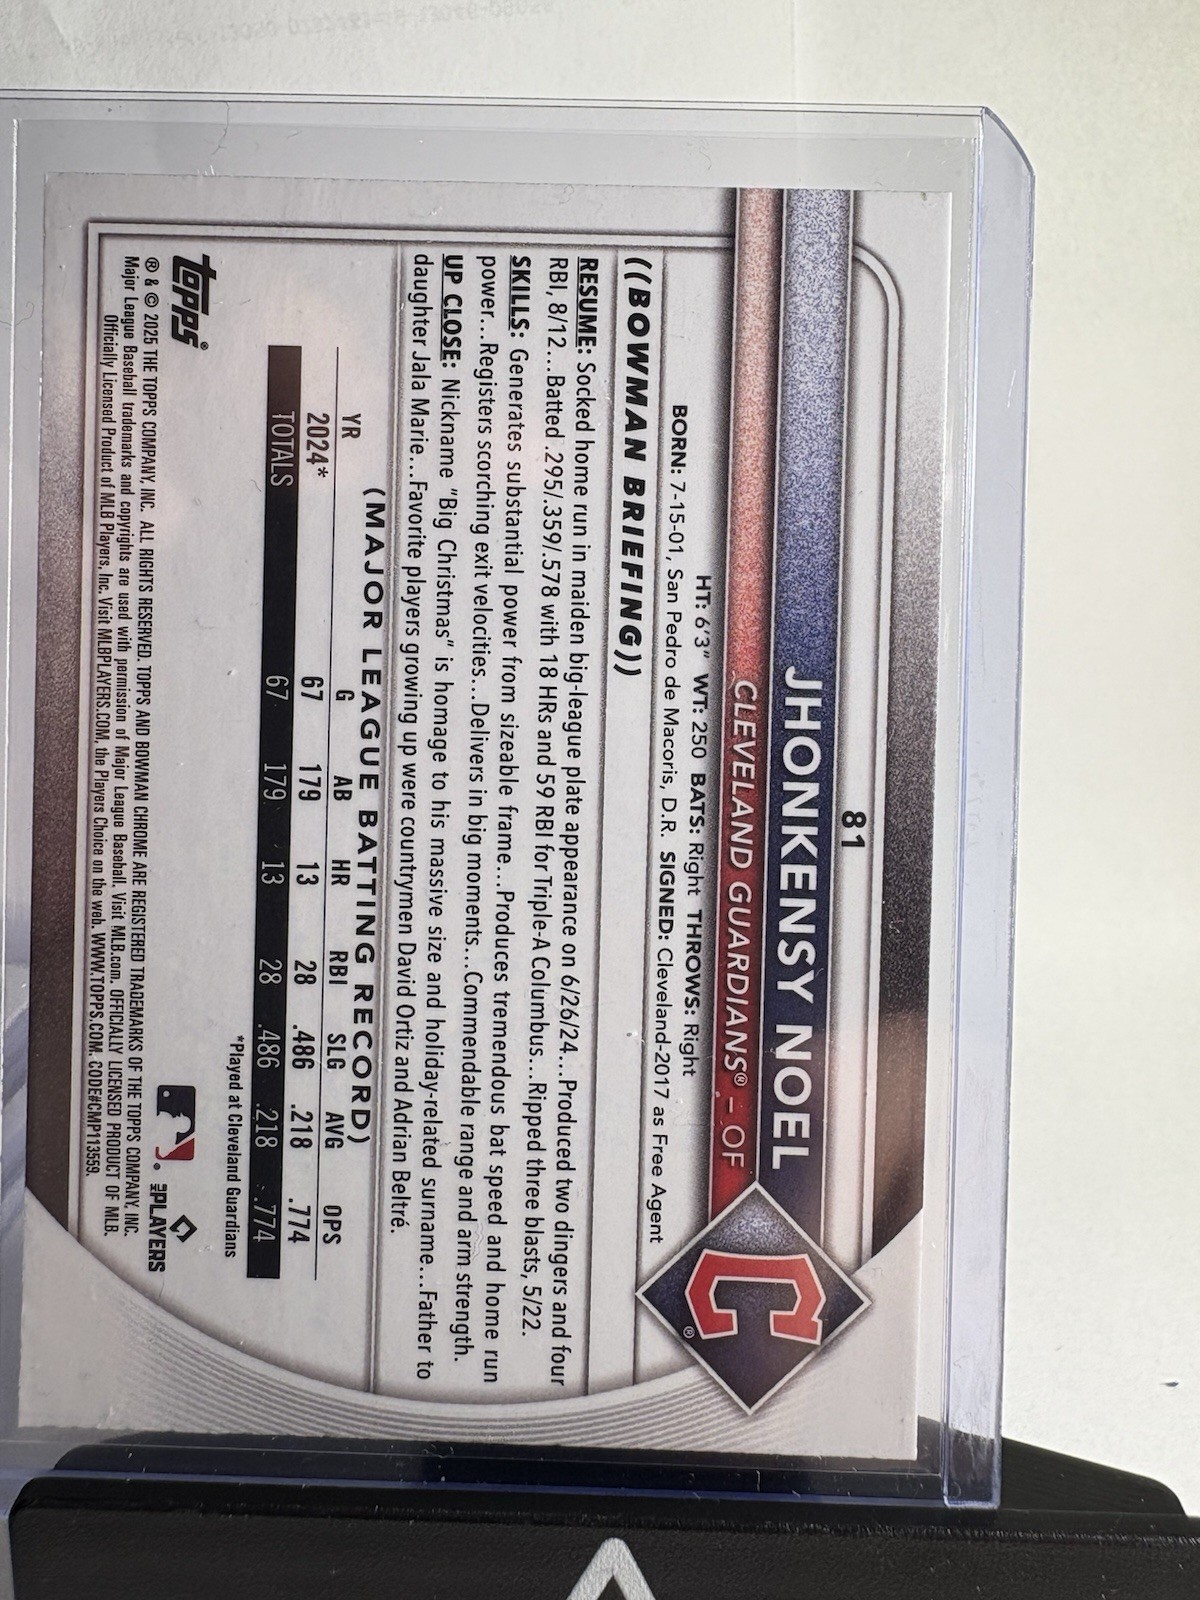 81
JHONKENSY NOEL
CLEVELAND GUARDIANS® – OF
C®
HT: 6'3" WT: 250 BATS: Right THROWS: Right
BORN: 7-15-01, San Pedro de Macoris, D.R. SIGNED: Cleveland-2017 as Free Agent
((BOWMAN BRIEFING))
RESUME: Socked home run in maiden big-league plate appearance on 6/26/24...Produced two dingers and four
RBI, 8/12...Batted .295/.359/.578 with 18 HRs and 59 RBI for Triple-A Columbus...Ripped three blasts, 5/22.
SKILLS: Generates substantial power from sizeable frame...Produces tremendous bat speed and home run
power...Registers scorching exit velocities...Delivers in big moments...Commendable range and arm strength.
UP CLOSE: Nickname "Big Christmas" is homage to his massive size and holiday-related surname...Father to
daughter Jala Marie...Favorite players growing up were countrymen David Ortiz and Adrian Beltré.
(MAJOR LEAGUE BATTING RECORD)
YR G AB HR RBI SLG AVG OPS
2024* 67 179 13 28 .486 .218 .774
TOTALS 67 179 13 28 .486 .218 .774
*Played at Cleveland Guardians
topps®
MLB PLAYERS
® & © 2025 THE TOPPS COMPANY, INC. ALL RIGHTS RESERVED. TOPPS AND BOWMAN CHROME ARE REGISTERED TRADEMARKS OF THE TOPPS COMPANY, INC.
Major League Baseball trademarks and copyrights are used with permission of Major League Baseball. Visit MLB.com. OFFICIALLY LICENSED PRODUCT OF MLB.
Officially Licensed Product of MLB Players, Inc. Visit MLBPLAYERS.COM, the Players Choice on the web. WWW.TOPPS.COM. CODE#CMP113559.